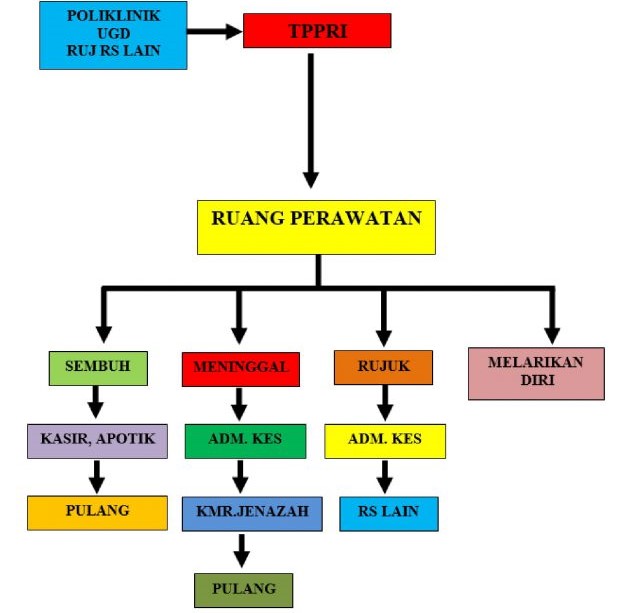 POLIKLINIK
UGD
RUJ RS LAIN
TPPRI
RUANG PERAWATAN
SEMBUH
MENINGGAL
RUJUK
MELARIKAN
DIRI
KASIR, APOTIK
ADM. KES
ADM. KES
PULANG
KMR.JENAZAH
RS LAIN
PULANG